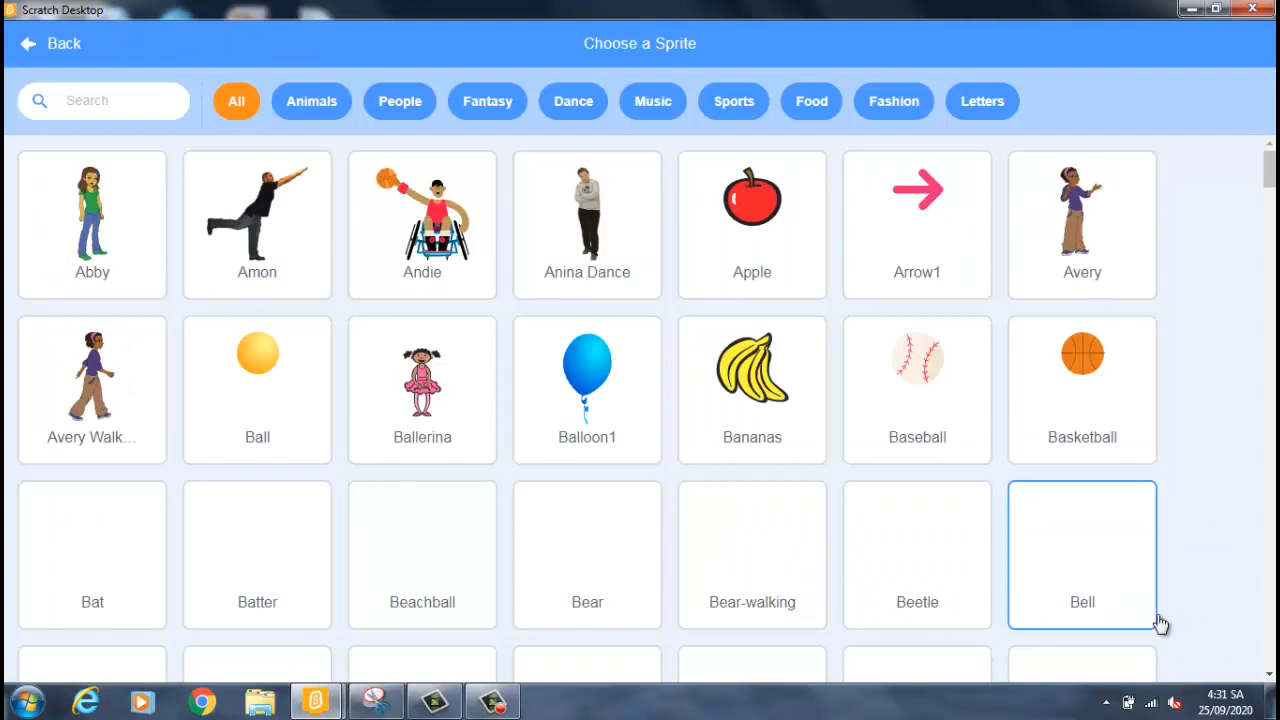 Scratch Desktop
Back
Choose a Sprite
Search
All
Animals
People
Fantasy
Dance
Music
Sports
Food
Fashion
Letters
Abby
Amon
Andie
Anina Dance
Apple
Arrow1
Avery
Avery Walk...
Ball
Ballerina
Balloon1
Bananas
Baseball
Basketball
Bat
Batter
Beachball
Bear
Bear-walking
Beetle
Bell
4:31 SA
25/09/2020